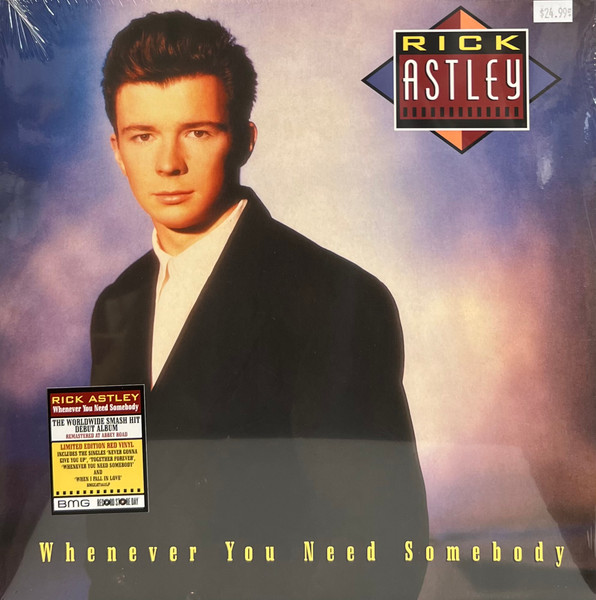 $24.99
RICK
ASTLEY
RICK ASTLEY
Whenever You Need Somebody
THE WORLDWIDE SMASH HIT
DEBUT ALBUM
REMASTERED AT ABBEY ROAD
LIMITED EDITION RED VINYL
INCLUDES THE SINGLES 'NEVER GONNA
GIVE YOU UP', 'TOGETHER FOREVER',
'WHENEVER YOU NEED SOMEBODY'
AND
'WHEN I FALL IN LOVE'
BMG
RECORD STORE DAY
Whenever You Need Somebody